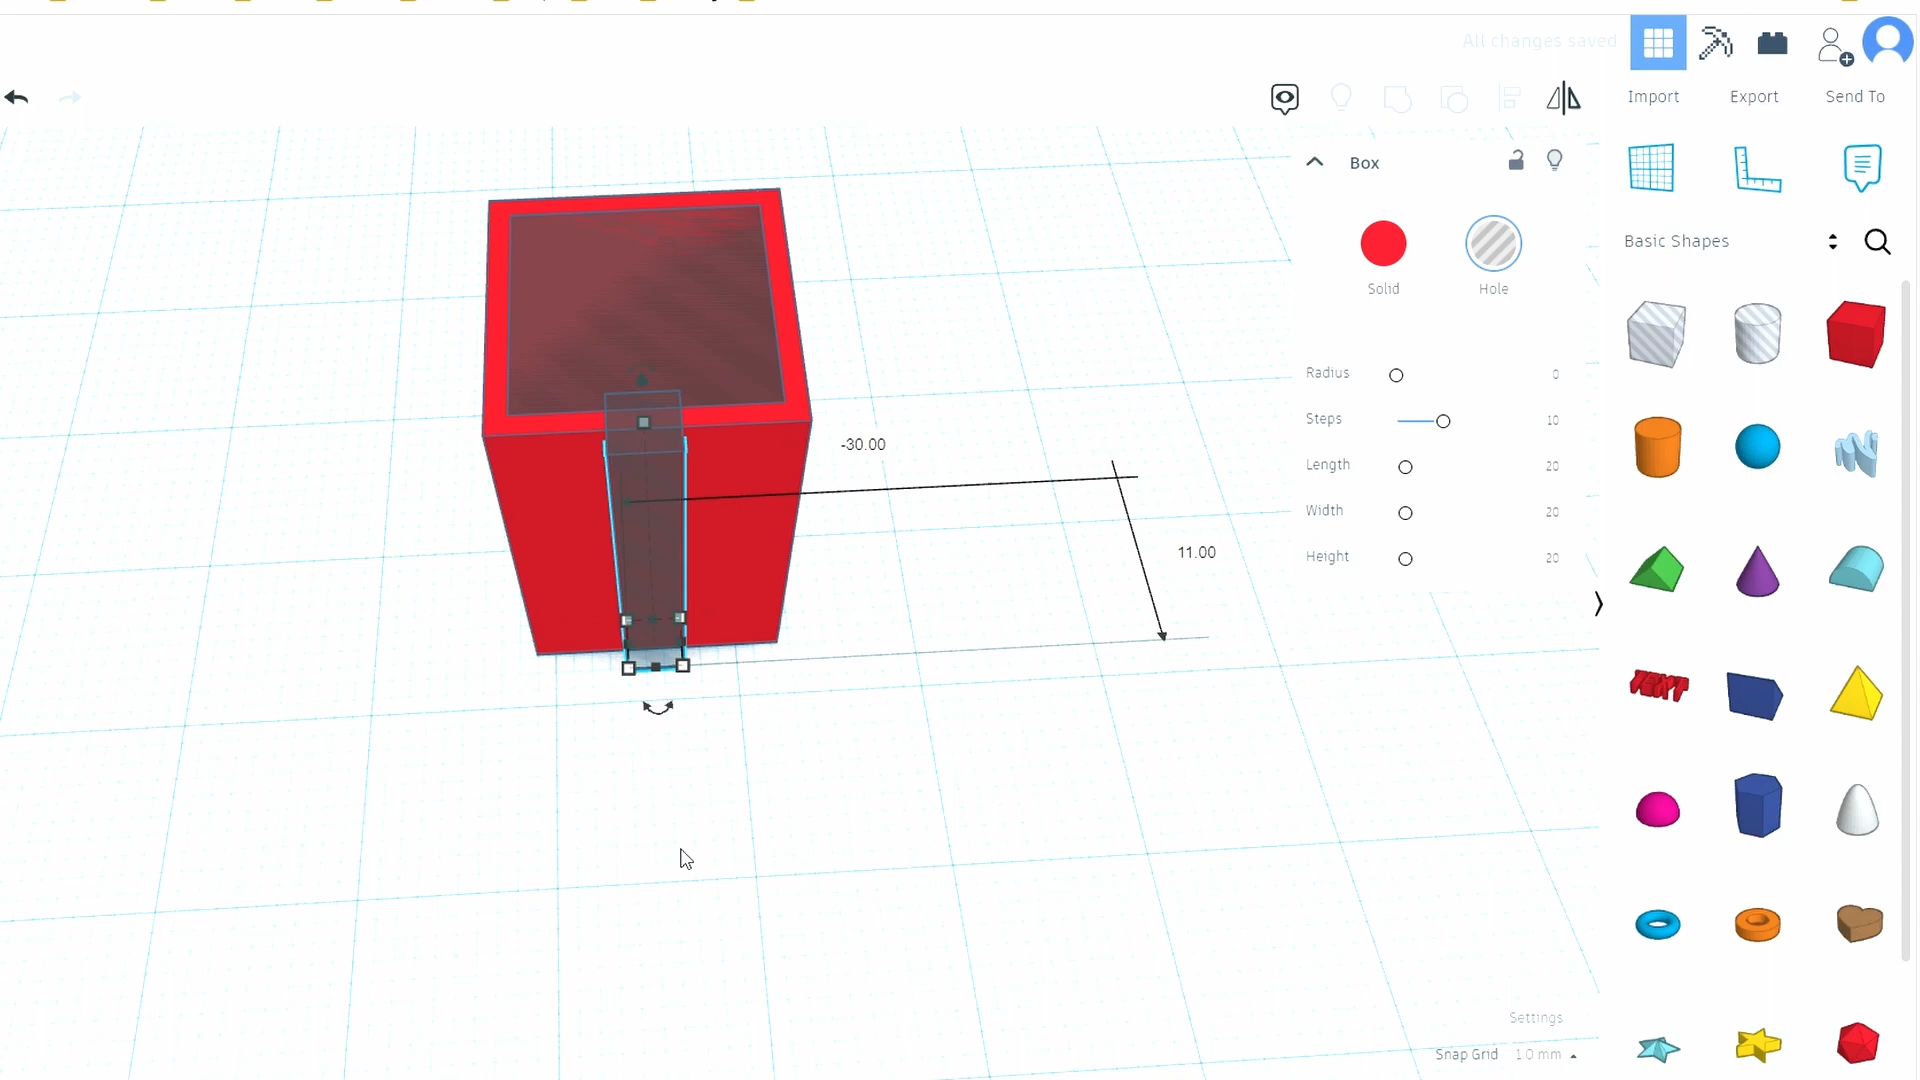 All changes saved
Import
Export
Send To
Box
Basic Shapes
Solid
Hole
Radius
0
-30.00
Steps
10
Length
20
Width
20
11.00
Height
20
TEXT
Settings
Snap Grid
1.0 mm